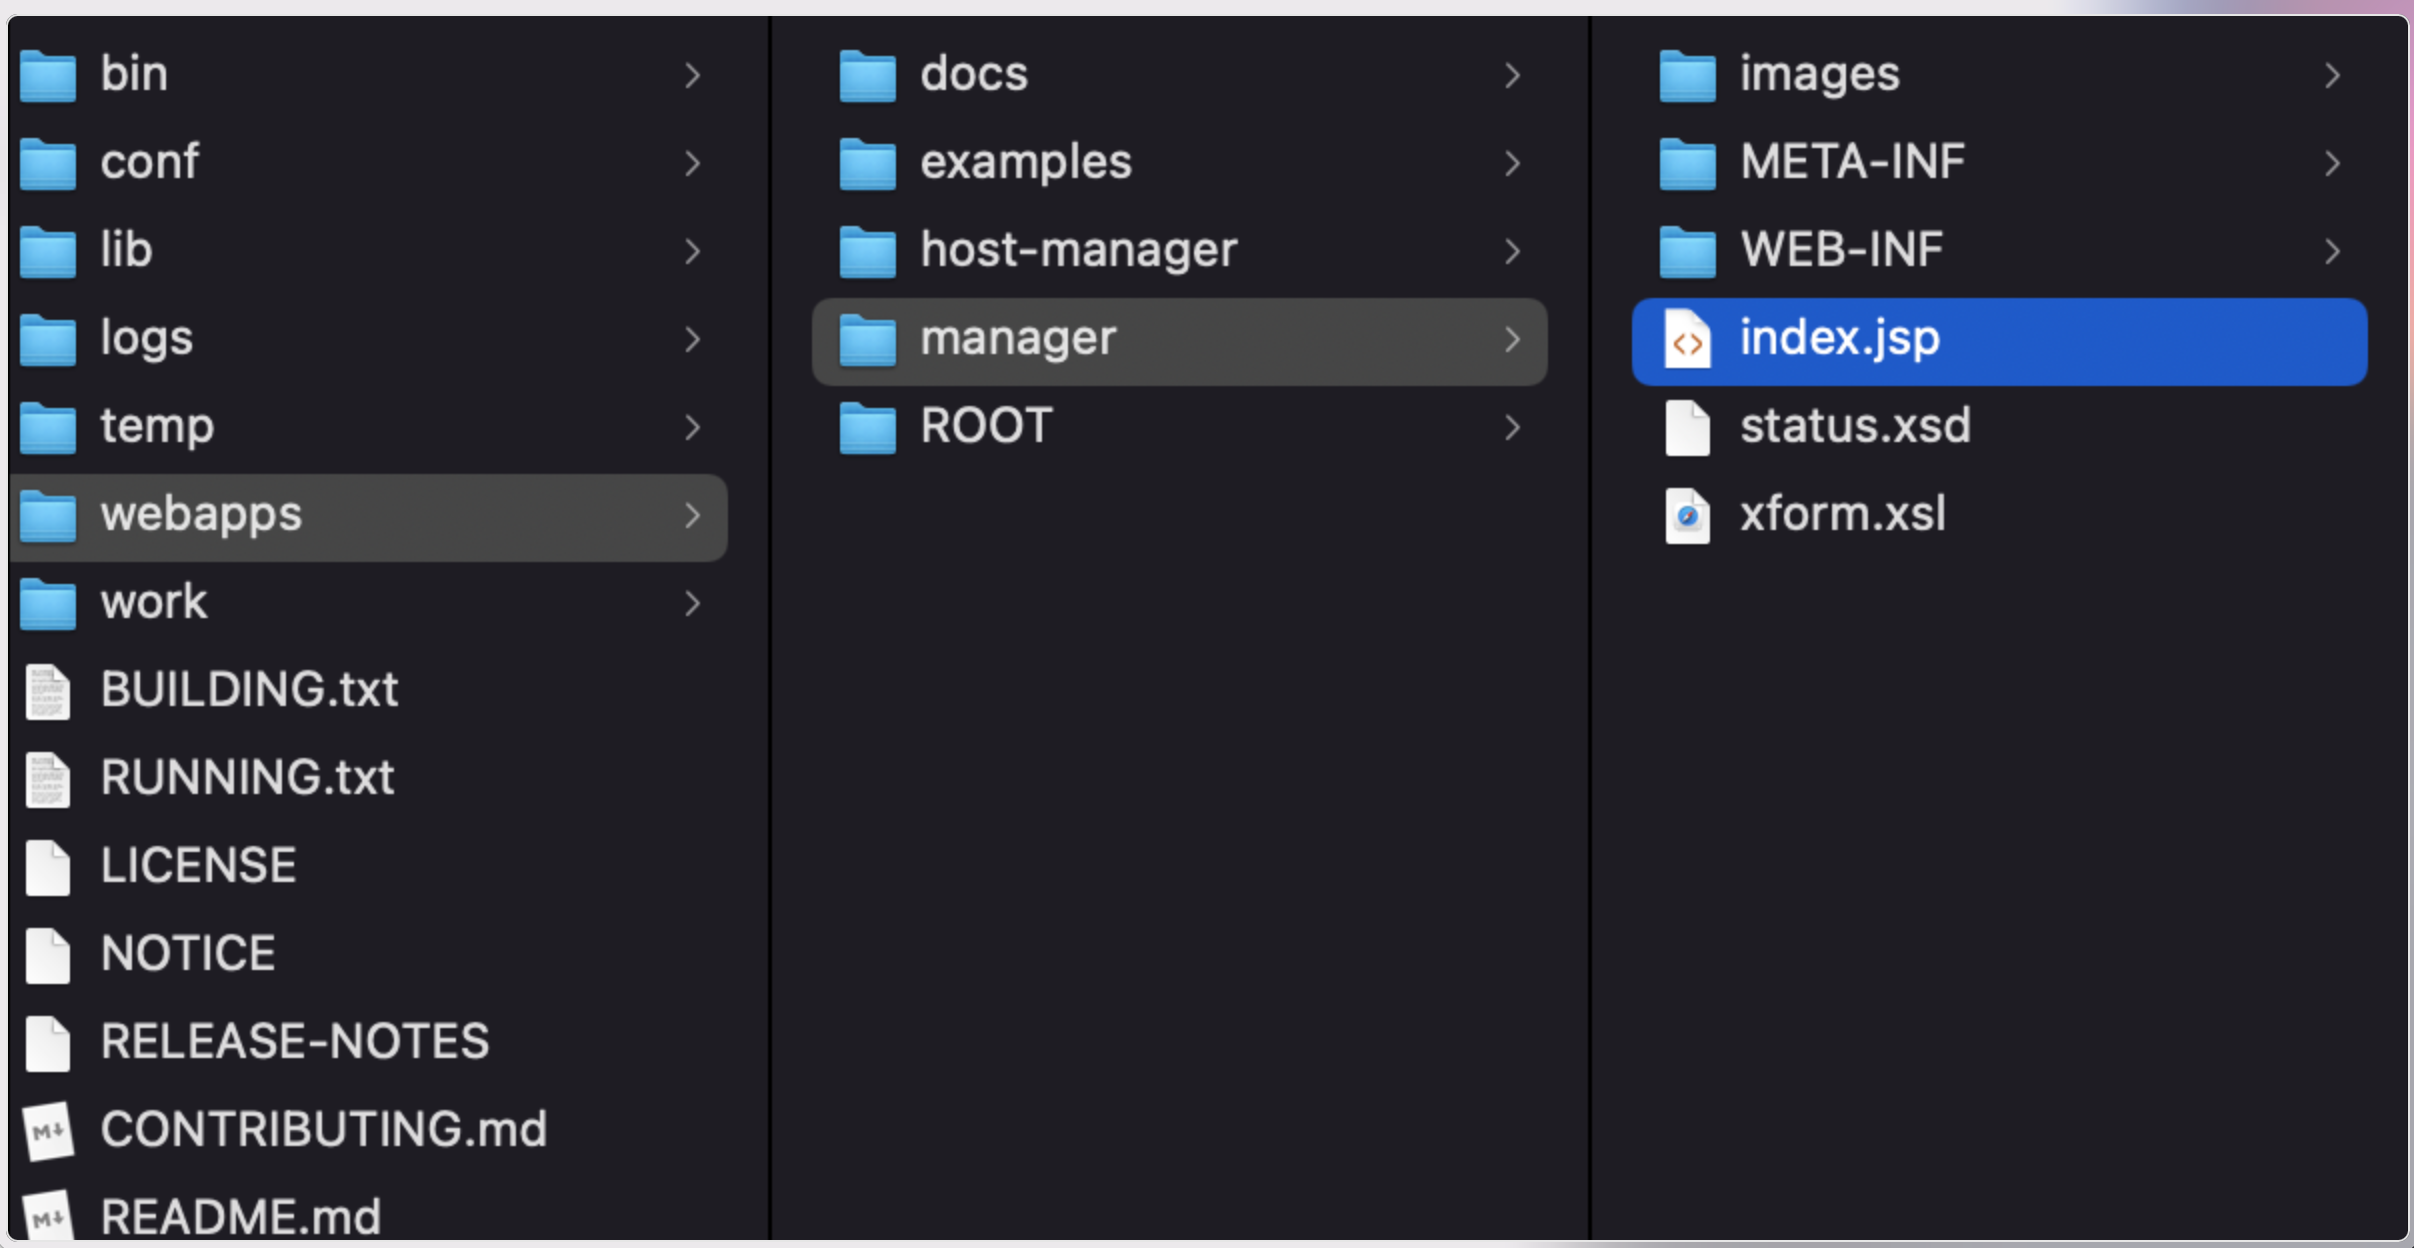 bin
conf
lib
logs
temp
webapps
work
BUILDING.txt
RUNNING.txt
LICENSE
NOTICE
RELEASE-NOTES
CONTRIBUTING.md
README.md
docs
examples
host-manager
manager
ROOT
images
META-INF
WEB-INF
index.jsp
status.xsd
xform.xsl